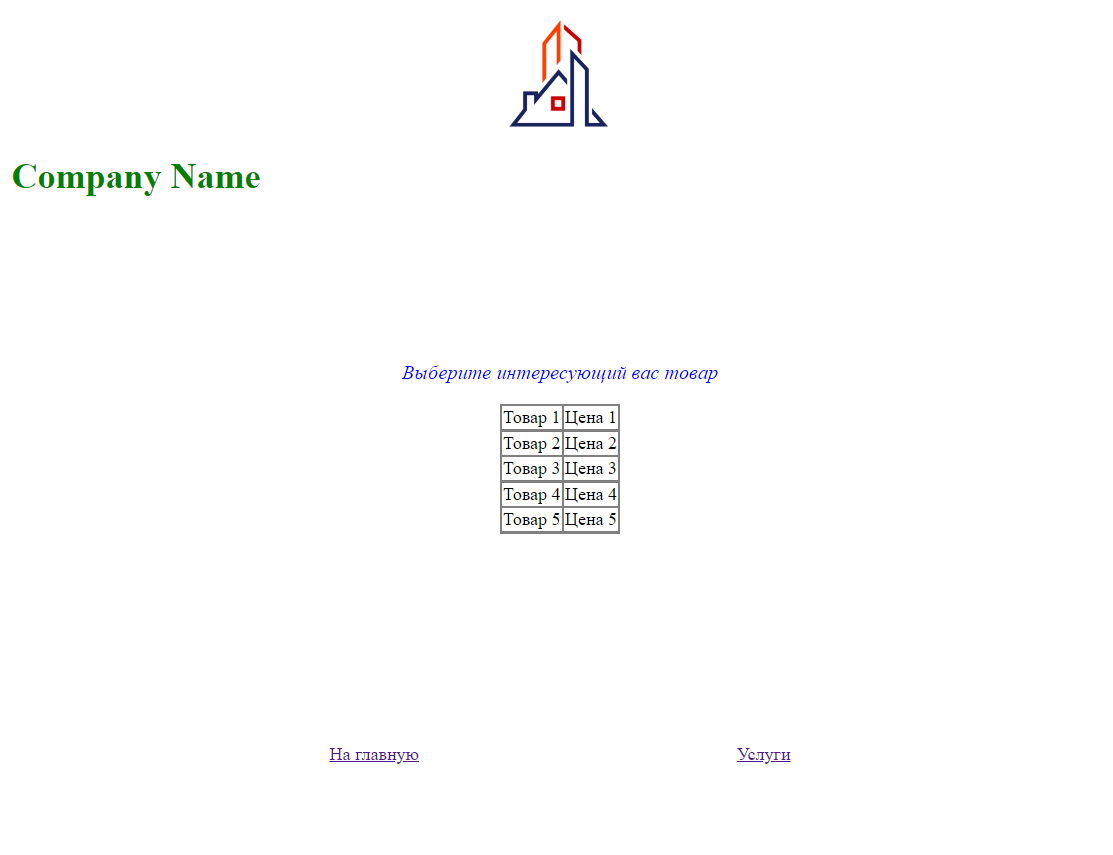 Company Name
Выберите интересующий вас товар
Товар 1 Цена 1
Товар 2 Цена 2
Товар 3 Цена 3
Товар 4 Цена 4
Товар 5 Цена 5
На главную Услуги